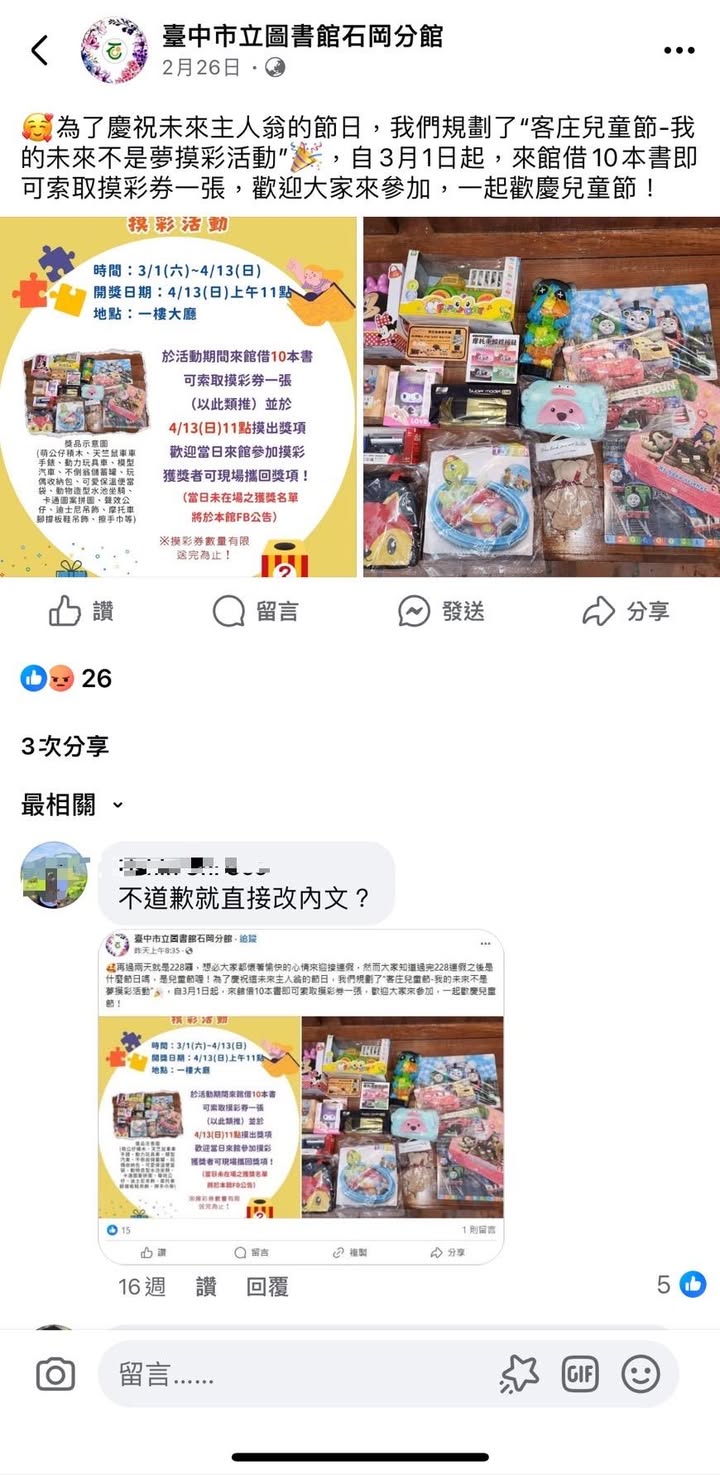 臺中市立圖書館石岡分館
2月26日
🥰為了慶祝未來主人翁的節日，我們規劃了“客庄兒童節-我
的未來不是夢摸彩活動”🎉，自3月1日起，來館借10本書即
可索取摸彩券一張，歡迎大家來參加，一起歡慶兒童節！
摸彩活動
時間：3/1(六)~4/13(日)
開獎日期：4/13(日)上午11點
地點：一樓大廳
於活動期間來館借10本書
可索取摸彩券一張
（以此類推）並於
4/13(日)11點摸出獎項
歡迎當日來館參加摸彩
獲獎者可現場攜回獎項！
(當日未在場之獲獎名單
將於本館FB公告)
※摸彩券數量有限
送完為止！
獎品示意圖
(萌公仔積木、天竺鼠車車
手錶、動力玩具車、模型
汽車、不倒翁儲蓄罐、玩
偶收納包、可愛保溫便當
袋、動物造型水池坐騎、
卡通圖案拼圖、聲效公
仔、迪士尼吊飾、摩托車
腳撐板鞋吊飾、擦手巾等)
?
讚
留言
發送
分享
26
3次分享
最相關
不道歉就直接改內文？
臺中市立圖書館石岡分館 · 追蹤
昨天上午8:35
🥰再過兩天就是228囉，想必大家都懷著愉快的心情來迎接連假，然而大家知道過完228連假之後是
什麼節日嗎，是兒童節喔！為了慶祝這未來主人翁的節日，我們規劃了“客庄兒童節-我的未來不是
夢摸彩活動”🎉，自3月1日起，來館借10本書即可索取摸彩券一張，歡迎大家來參加，一起歡慶兒童
節！
摸彩活動
時間：3/1(六)~4/13(日)
開獎日期：4/13(日)上午11點
地點：一樓大廳
於活動期間來館借10本書
可索取摸彩券一張
（以此類推）並於
4/13(日)11點摸出獎項
歡迎當日來館參加摸彩
獲獎者可現場攜回獎項！
(當日未在場之獲獎名單
將於本館FB公告)
※摸彩券數量有限
送完為止！
15
1則留言
讚
留言
複製
分享
16週
讚
回覆
5
留言......
GIF